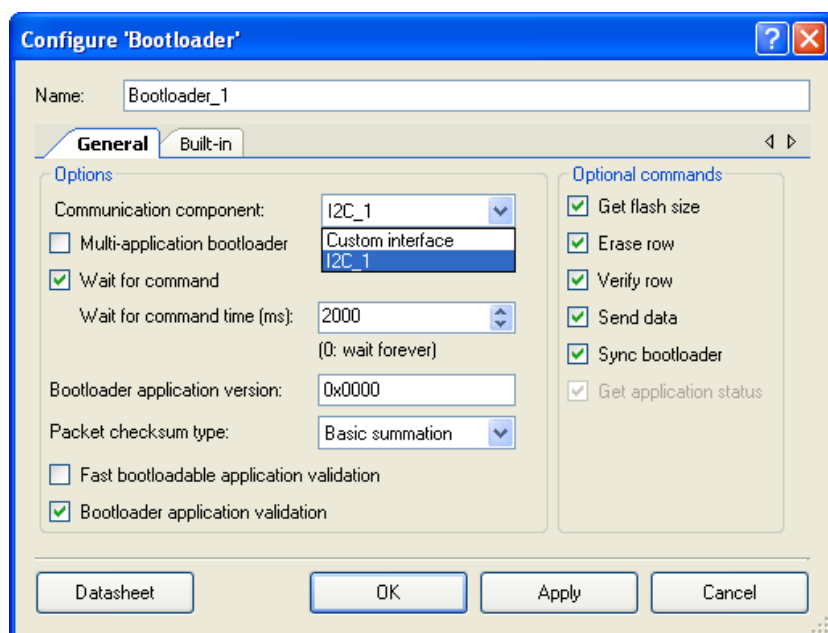 Configure 'Bootloader'
Name: Bootloader_1
General Built-in
Options
Communication component: I2C_1
Custom interface
I2C_1
Multi-application bootloader
Wait for command
Wait for command time (ms): 2000
(0: wait forever)
Bootloader application version: 0x0000
Packet checksum type: Basic summation
Fast bootloadable application validation
Bootloader application validation
Optional commands
Get flash size
Erase row
Verify row
Send data
Sync bootloader
Get application status
Datasheet OK Apply Cancel